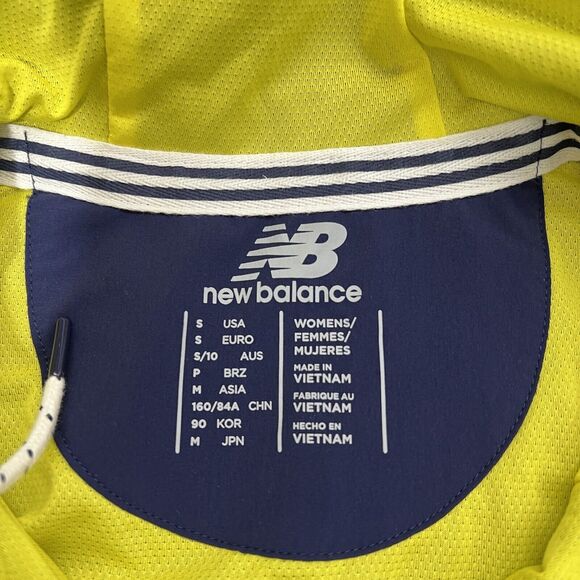 NB
new balance
S USA
S EURO
S/10 AUS
P BRZ
M ASIA
160/84A CHN
90 KOR
M JPN
WOMENS/
FEMMES/
MUJERES
MADE IN
VIETNAM
FABRIQUE AU
VIETNAM
HECHO EN
VIETNAM